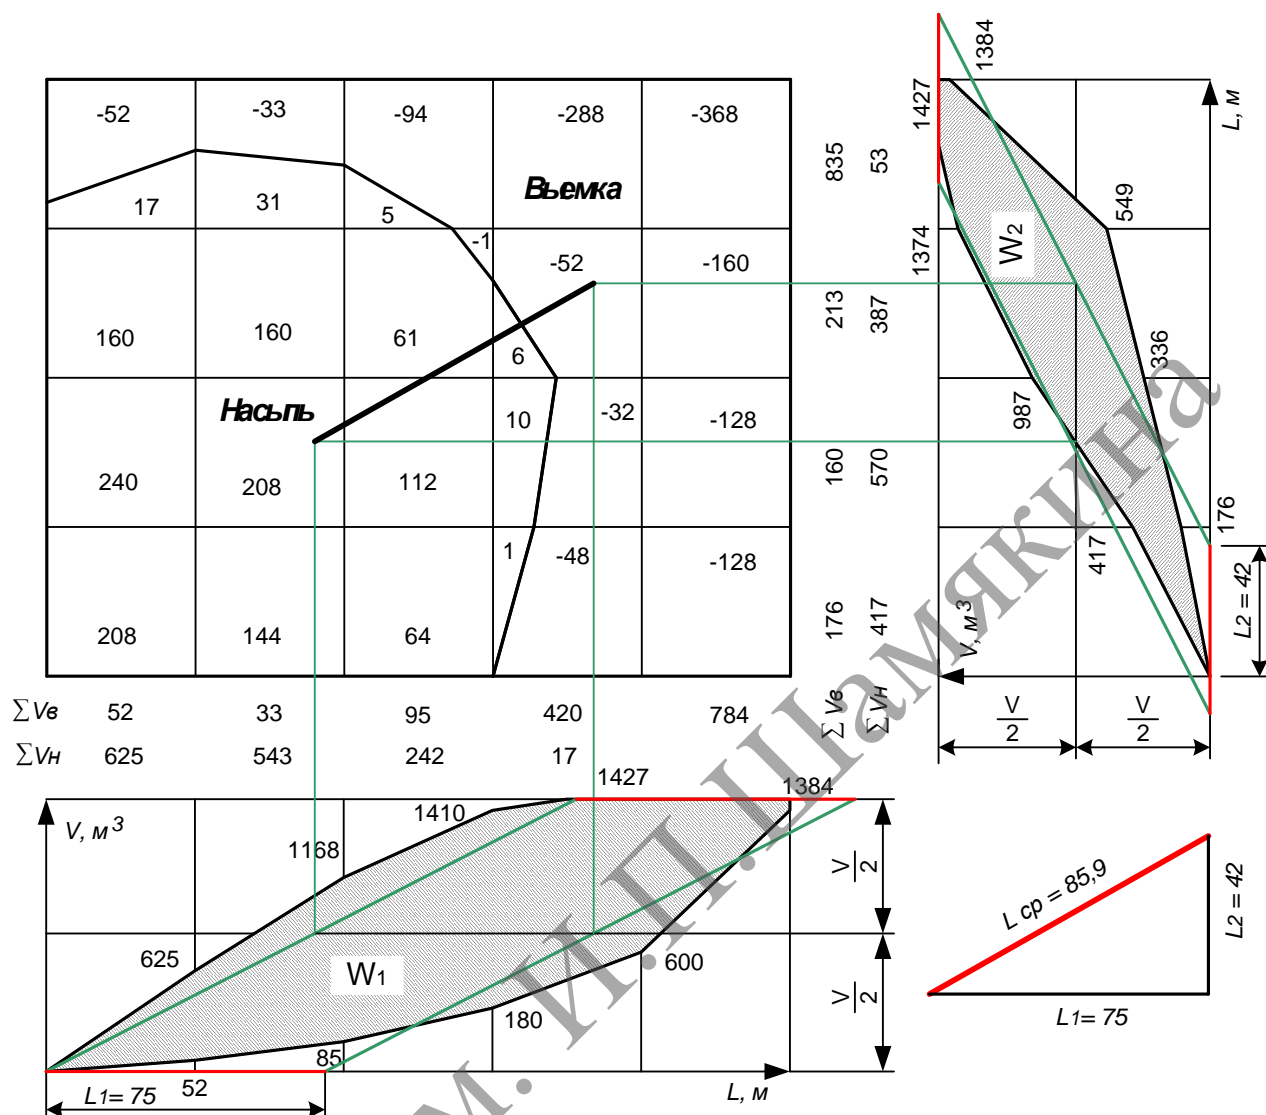 -52 -33 -94 -288 -368
17 31 5 Выемка
-1 -52 -160
160 160 61 6
Насыпь 10 -32 -128
240 208 112
1 -48 -128
208 144 64
∑Vв 52 33 95 420 784
∑Vн 625 543 242 17
835 213 160 176 ∑Vв
53 387 570 417 ∑Vн
1384
1427
L, м
549
W2
1374
336
987
176
417
L2 = 42
V, м3
V/2 V/2
1427 1384
V, м3
1410
1168
V/2
625
W1
600
V/2
180
85
52
L1= 75
L, м
L ср = 85,9
L2 = 42
L1= 75
м. И.П.Шамякина